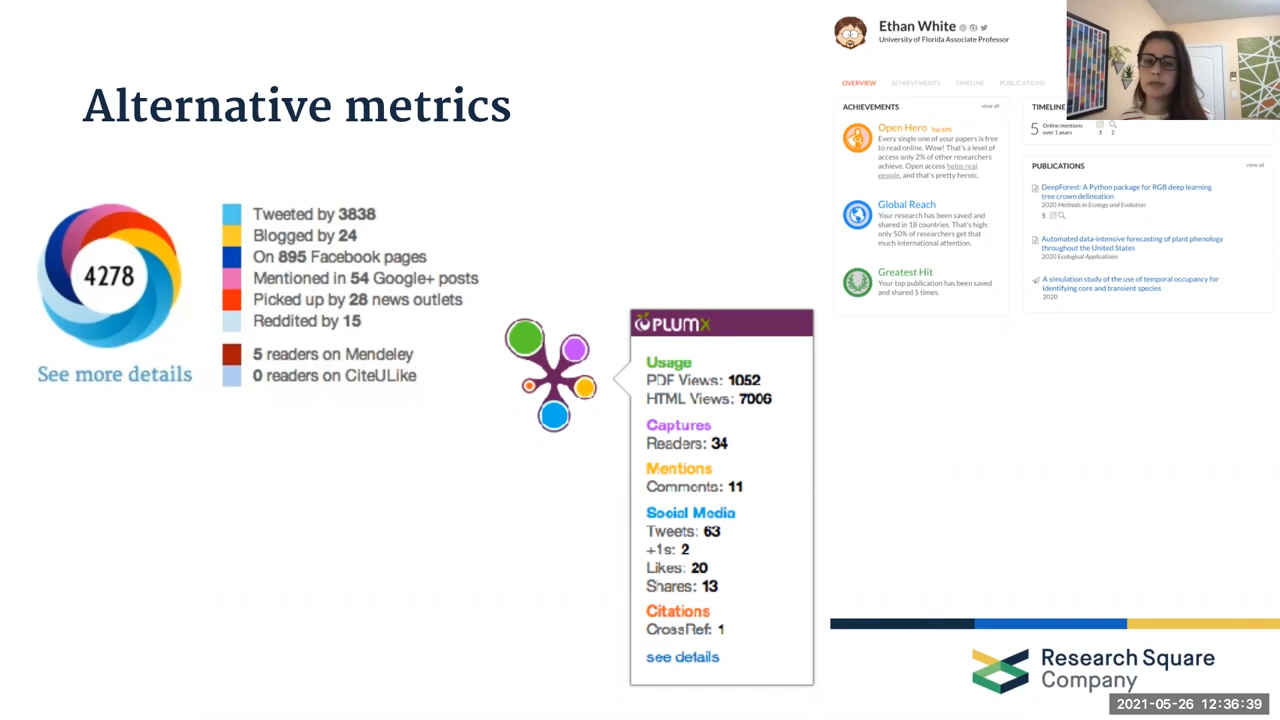 Alternative metrics
4278
See more details
Tweeted by 3838
Blogged by 24
On 895 Facebook pages
Mentioned in 54 Google+ posts
Picked up by 28 news outlets
Reddited by 15
5 readers on Mendeley
0 readers on CiteULike
PLUMX
Usage
PDF Views: 1052
HTML Views: 7006
Captures
Readers: 34
Mentions
Comments: 11
Social Media
Tweets: 63
+1s: 2
Likes: 20
Shares: 13
Citations
CrossRef: 1
see details
Ethan White
University of Florida Associate Professor
OVERVIEW ACHIEVEMENTS TIMELINE PUBLICATIONS
ACHIEVEMENTS view all
Open Hero Top 10%
Every single one of your papers is free
to read online. Wow! That's a level of
access only 2% of other researchers
achieve. Open access helps real
people, and that's pretty heroic.
Global Reach
Your research has been saved and
shared in 18 countries. That's high:
only 50% of researchers get that
much international attention.
Greatest Hit
Your top publication has been saved
and shared 5 times.
TIMELINE
5 Online mentions
over 1 years
3 2
PUBLICATIONS view all
DeepForest: A Python package for RGB deep learning
tree crown delineation
2020 Methods in Ecology and Evolution
5
Automated data-intensive forecasting of plant phenology
throughout the United States
2020 Ecological Applications
A simulation study of the use of temporal occupancy for
identifying core and transient species
2020
Research Square
Company
2021-05-26 12:36:39